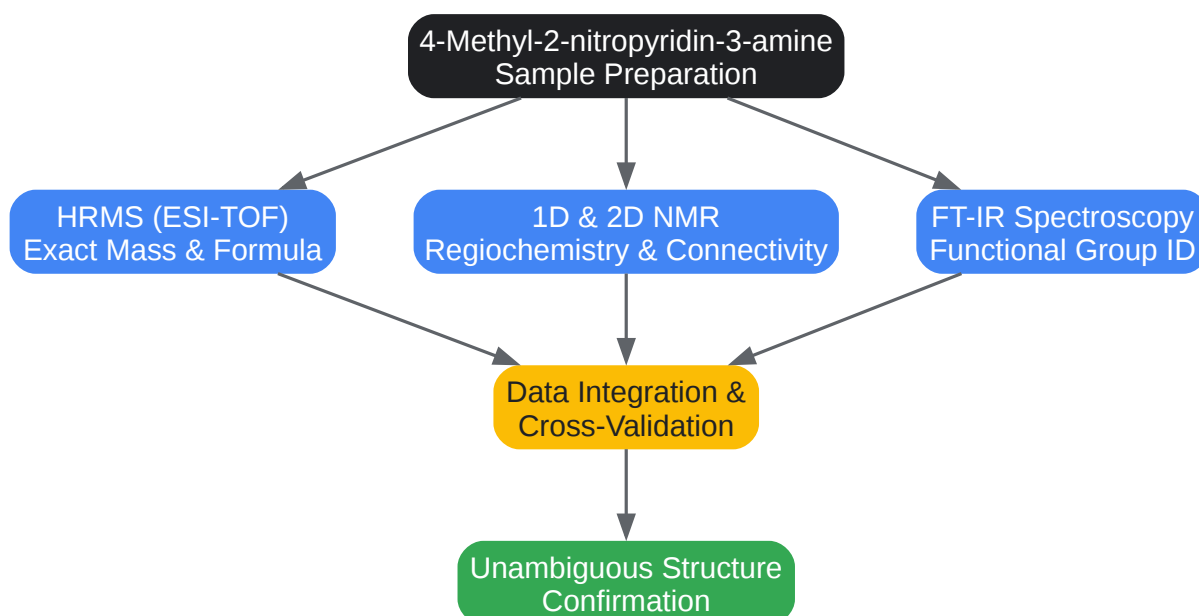 4-Methyl-2-nitropyridin-3-amine
Sample Preparation
HRMS (ESI-TOF)
Exact Mass & Formula
1D & 2D NMR
Regiochemistry & Connectivity
FT-IR Spectroscopy
Functional Group ID
Data Integration &
Cross-Validation
Unambiguous Structure
Confirmation